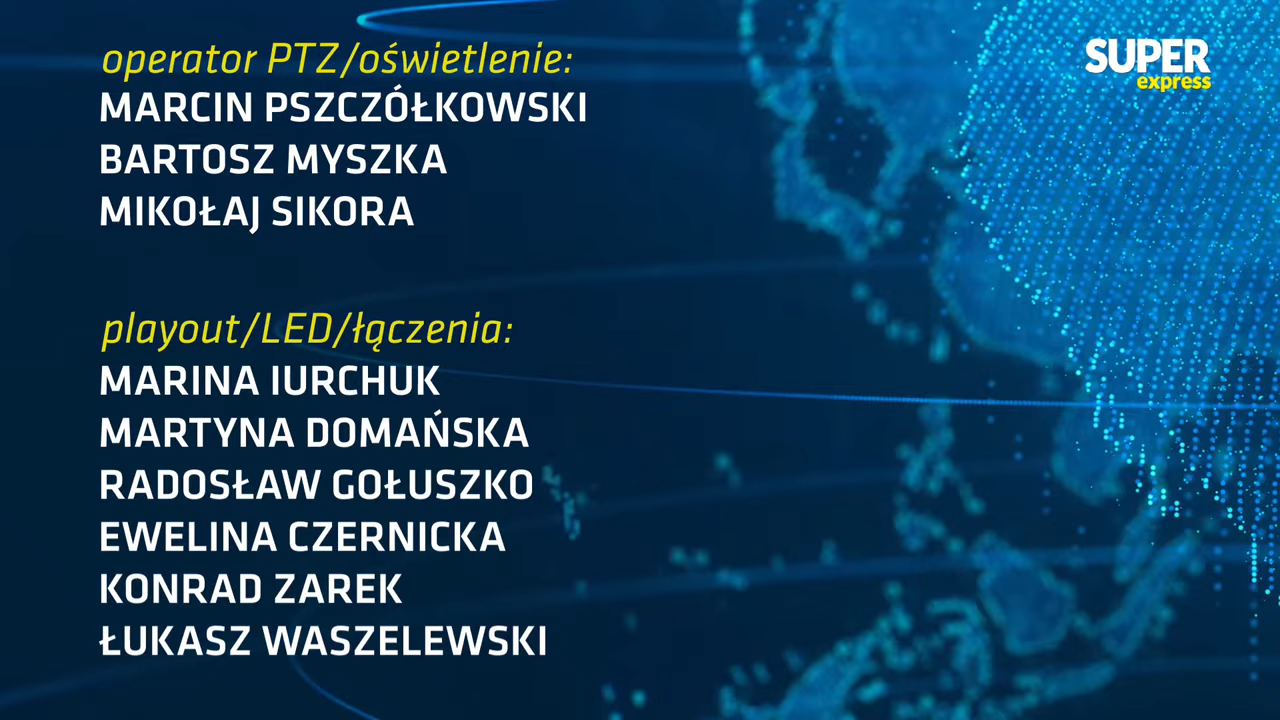 operator PTZ/oświetlenie:
MARCIN PSZCZÓŁKOWSKI
BARTOSZ MYSZKA
MIKOŁAJ SIKORA
playout/LED/łączenia:
MARINA IURCHUK
MARTYNA DOMAŃSKA
RADOSŁAW GOŁUSZKO
EWELINA CZERNICKA
KONRAD ZAREK
ŁUKASZ WASZELEWSKI
SUPER
express